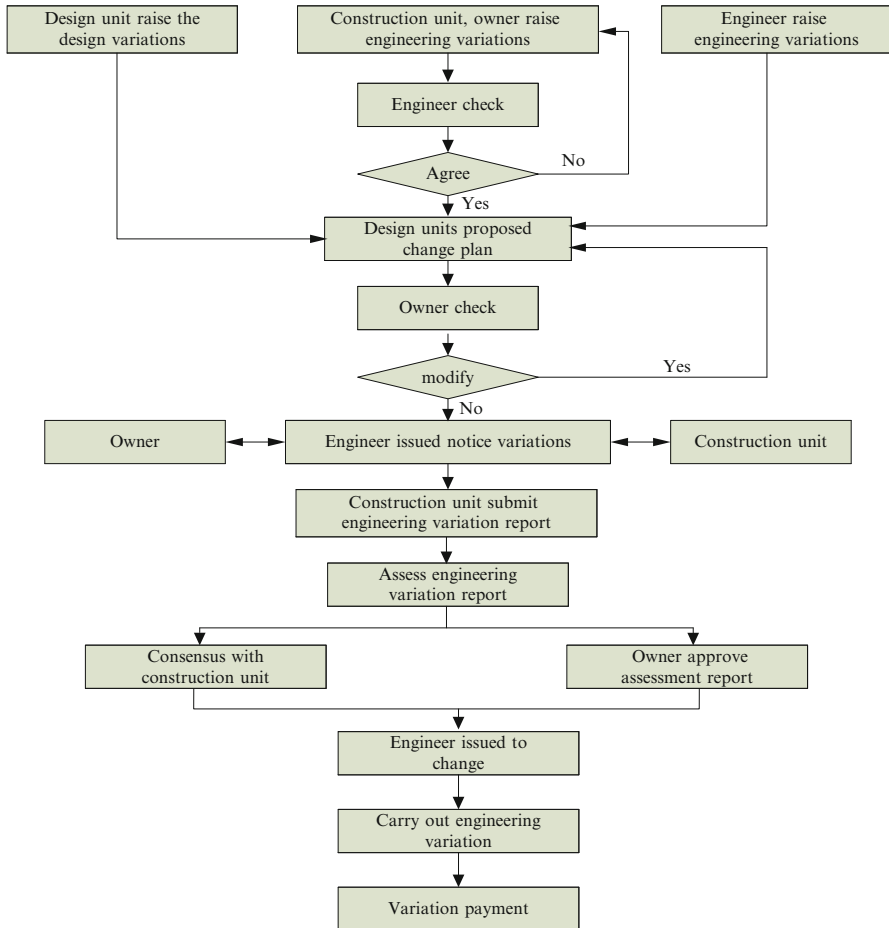 Design unit raise the
design variations
Construction unit, owner raise
engineering variations
Engineer raise
engineering variations
Engineer check
Agree
No
Yes
Design units proposed
change plan
Owner check
modify
Yes
No
Owner
Engineer issued notice variations
Construction unit
Construction unit submit
engineering variation report
Assess engineering
variation report
Consensus with
construction unit
Owner approve
assessment report
Engineer issued to
change
Carry out engineering
variation
Variation payment